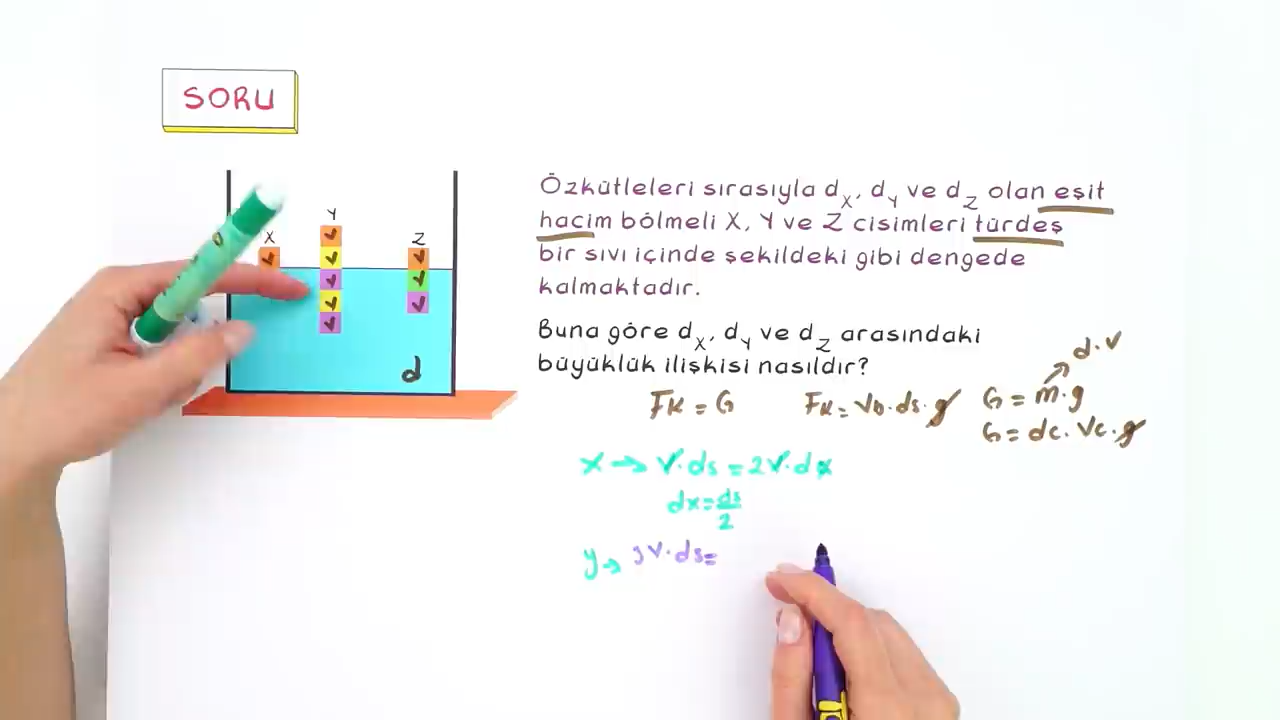 SORU
X
Y
Z
d
Özkütleleri sırasıyla dX, dY ve dZ olan eşit
hacim bölmeli X, Y ve Z cisimleri türdeş
bir sıvı içinde şekildeki gibi dengede
kalmaktadır.
Buna göre dX, dY ve dZ arasındaki
büyüklük ilişkisi nasıldır?
d.v
FK = G
FK = Vb.ds.g
G = m.g
G = dc.Vc.g
x → V.ds = 2V.dx
dx = ds/2
y → 3V.ds =